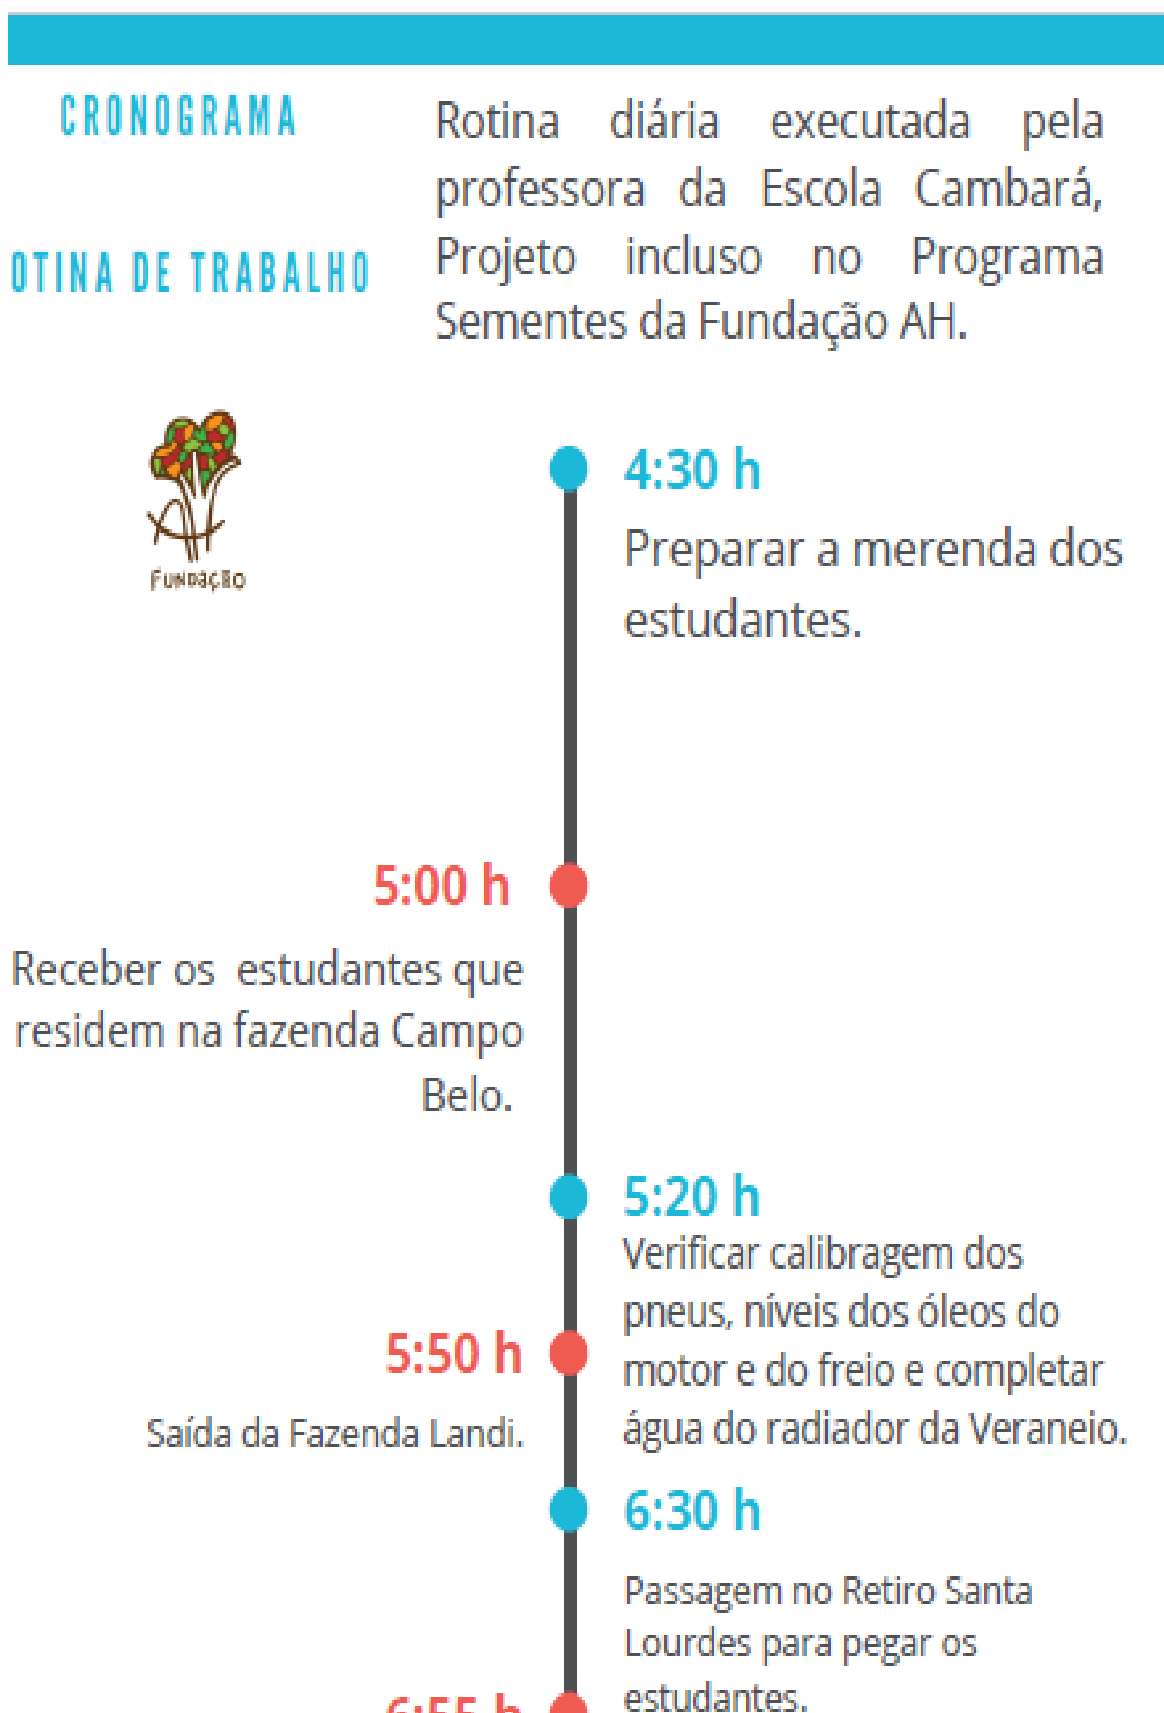 CRONOGRAMA
OTINA DE TRABALHO
Rotina diária executada pela
professora da Escola Cambará,
Projeto incluso no Programa
Sementes da Fundação AH.
FUNDAÇÃO
4:30 h
Preparar a merenda dos
estudantes.
5:00 h
Receber os estudantes que
residem na fazenda Campo
Belo.
5:20 h
Verificar calibragem dos
pneus, níveis dos óleos do
motor e do freio e completar
água do radiador da Veraneio.
5:50 h
Saída da Fazenda Landi.
6:30 h
Passagem no Retiro Santa
Lourdes para pegar os
estudantes.
6:55 h